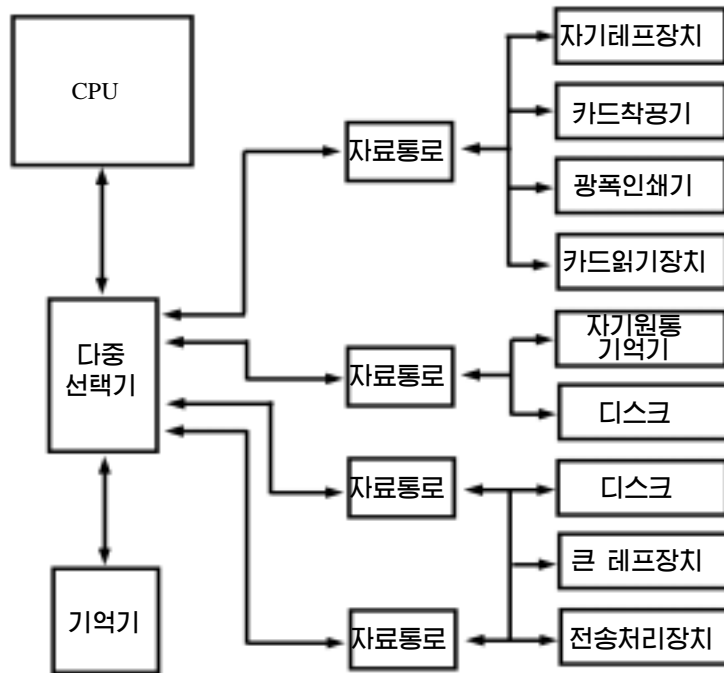 CPU
다중
선택기
기억기
자료통로
자기테프장치
카드착공기
광폭인쇄기
카드읽기장치
자료통로
자기원통
기억기
디스크
자료통로
디스크
큰 테프장치
자료통로
전송처리장치